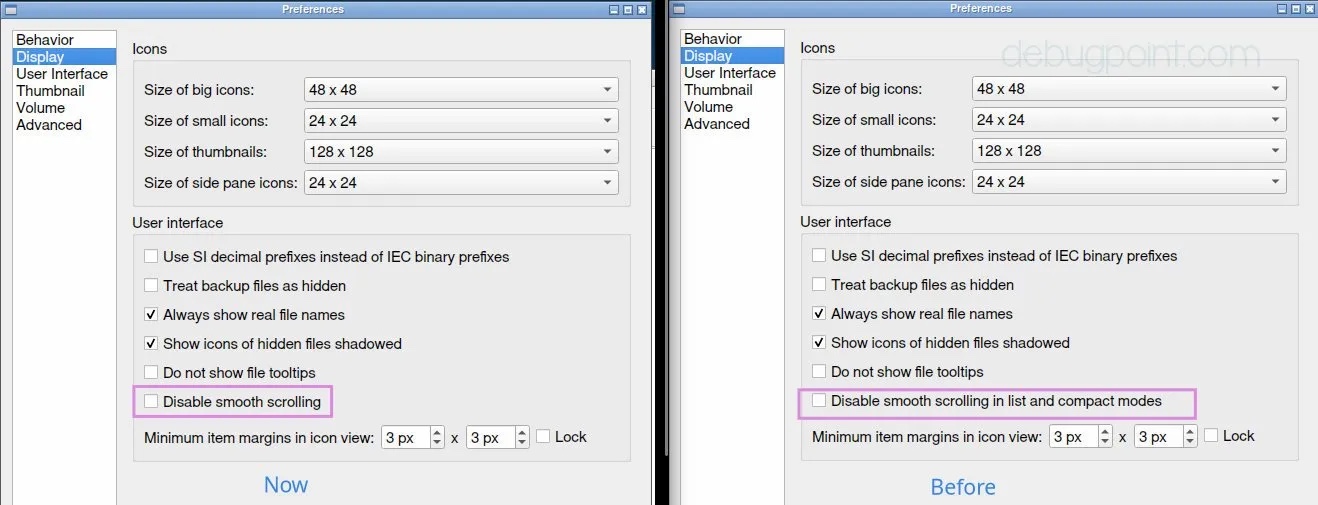 Preferences
Behavior
Display
User Interface
Thumbnail
Volume
Advanced
Icons
Size of big icons: 48 x 48
Size of small icons: 24 x 24
Size of thumbnails: 128 x 128
Size of side pane icons: 24 x 24
User interface
Use SI decimal prefixes instead of IEC binary prefixes
Treat backup files as hidden
Always show real file names
Show icons of hidden files shadowed
Do not show file tooltips
Disable smooth scrolling
Minimum item margins in icon view: 3 px x 3 px Lock
Now
Preferences
debugpoint.com
Behavior
Display
User Interface
Thumbnail
Volume
Advanced
Icons
Size of big icons: 48 x 48
Size of small icons: 24 x 24
Size of thumbnails: 128 x 128
Size of side pane icons: 24 x 24
User interface
Use SI decimal prefixes instead of IEC binary prefixes
Treat backup files as hidden
Always show real file names
Show icons of hidden files shadowed
Do not show file tooltips
Disable smooth scrolling in list and compact modes
Minimum item margins in icon view: 3 px x 3 px Lock
Before